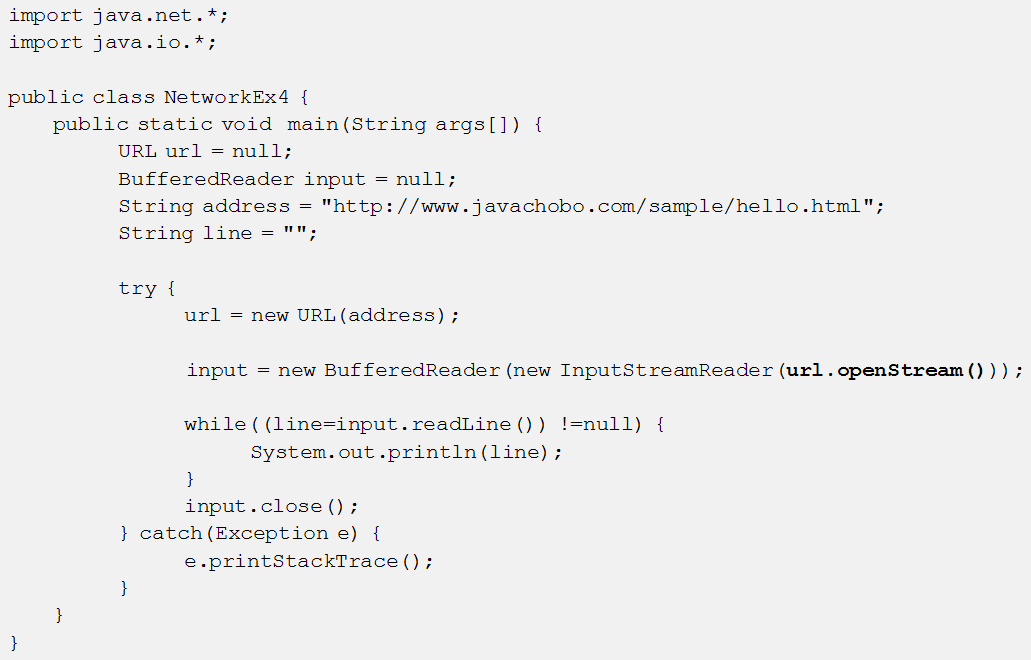 import java.net.*;
import java.io.*;
public class NetworkEx4 {
public static void main(String args[]) {
URL url = null;
BufferedReader input = null;
String address = "http://www.javachobo.com/sample/hello.html";
String line = "";
try {
url = new URL(address);
input = new BufferedReader(new InputStreamReader(url.openStream()));
while((line=input.readLine()) !=null) {
System.out.println(line);
}
input.close();
} catch(Exception e) {
e.printStackTrace();
}
}
}